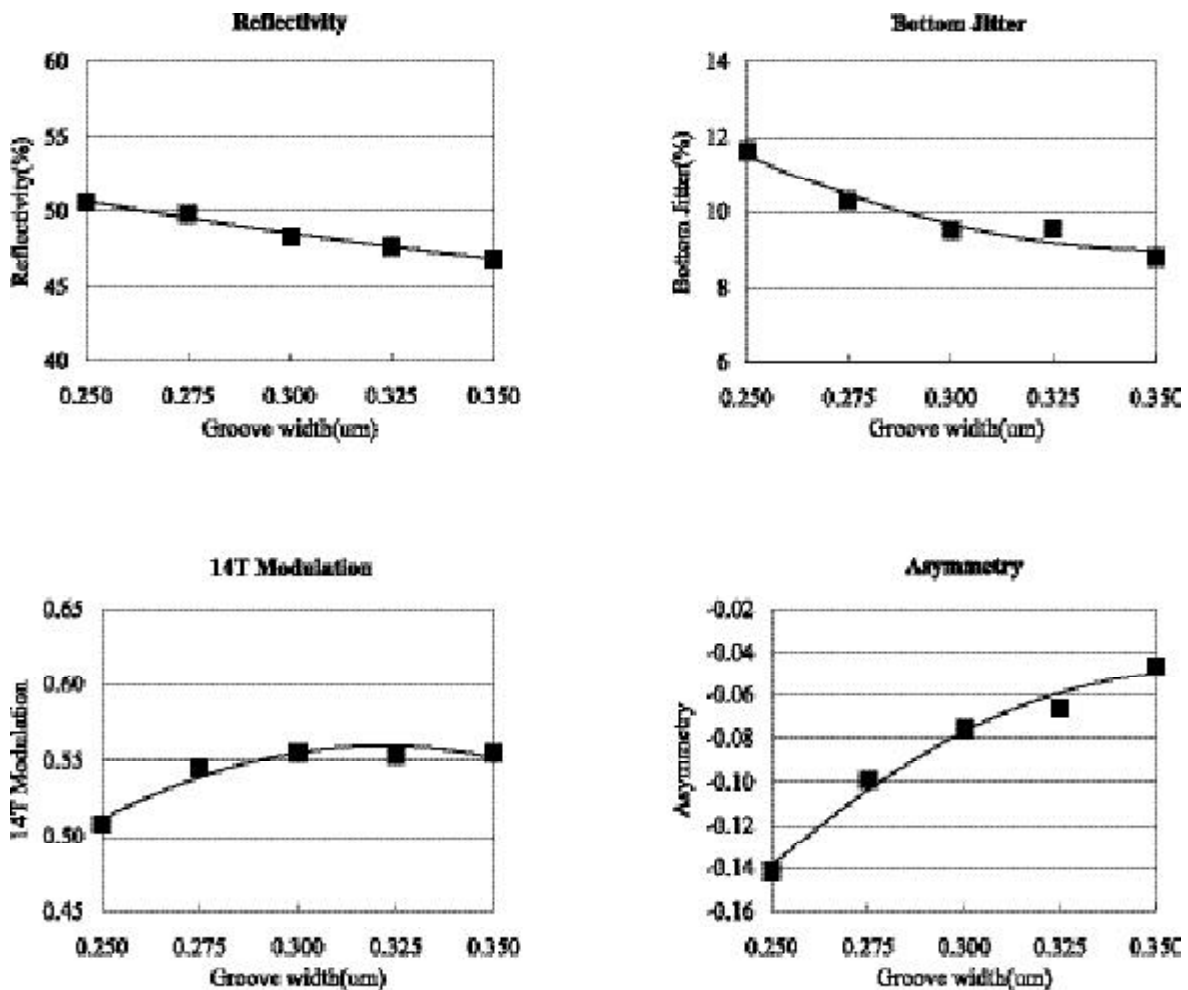 Reflectivity
60
55
50
45
40
Reflectivity(%)
0.250 0.275 0.300 0.325 0.350
Groove width(um)
Bottom Jitter
14
12
10
8
6
Bottom Jitter(%)
0.250 0.275 0.300 0.325 0.350
Groove width(um)
14T Modulation
0.65
0.60
0.55
0.50
0.45
14T Modulation
0.250 0.275 0.300 0.325 0.350
Groove width(um)
Asymmetry
-0.02
-0.04
-0.06
-0.08
-0.10
-0.12
-0.14
-0.16
Asymmetry
0.250 0.275 0.300 0.325 0.350
Groove width(um)